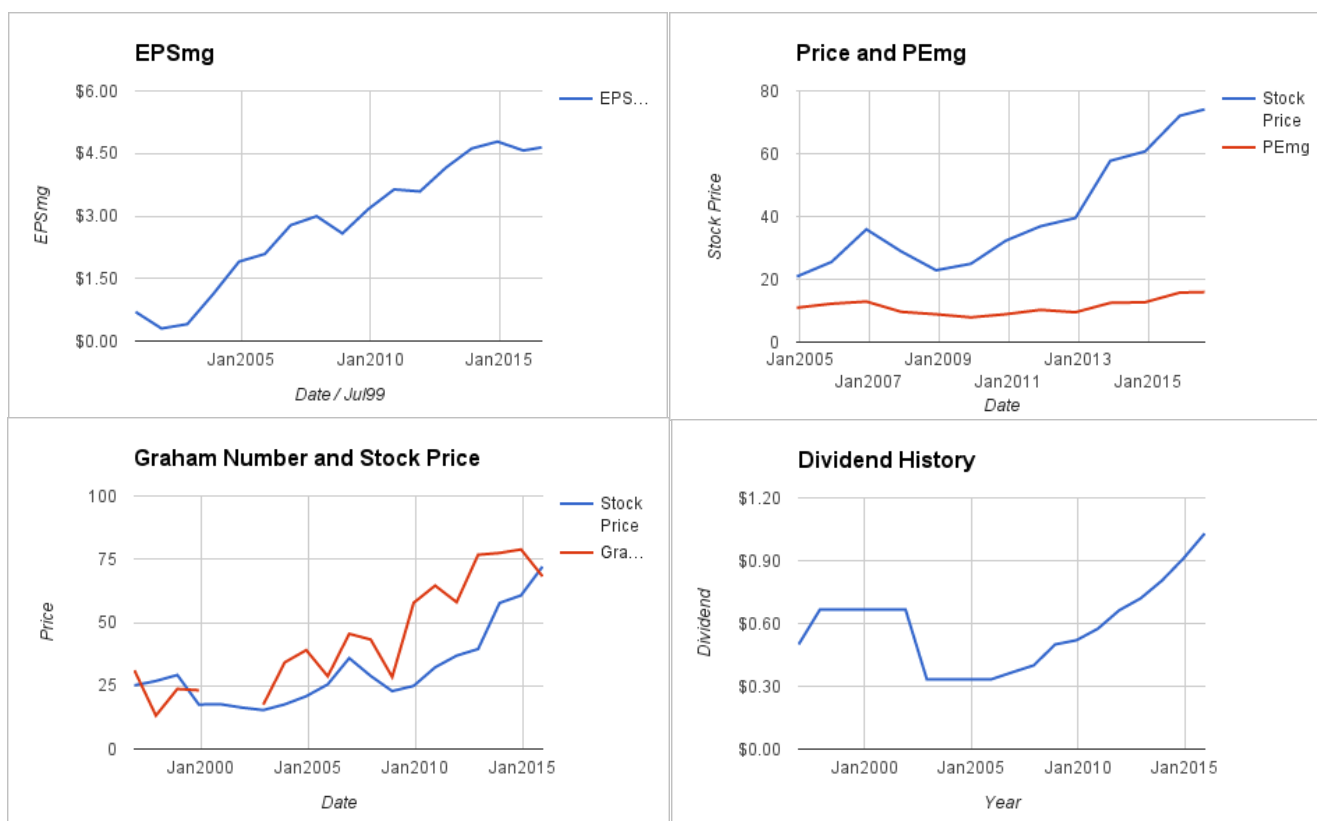 EPSmg
$6.00
$4.50
$3.00
$1.50
$0.00
EPSmg
Jan2005
Jan2010
Jan2015
Date / Jul99
EPS…
Price and PEmg
80
60
40
20
0
Stock Price
Jan2005
Jan2009
Jan2013
Jan2007
Jan2011
Jan2015
Date
Stock
Price
PEmg
Graham Number and Stock Price
100
75
50
25
0
Price
Jan2000
Jan2005
Jan2010
Jan2015
Date
Stock
Price
Gra…
Dividend History
$1.20
$0.90
$0.60
$0.30
$0.00
Dividend
Jan2000
Jan2005
Jan2010
Jan2015
Year